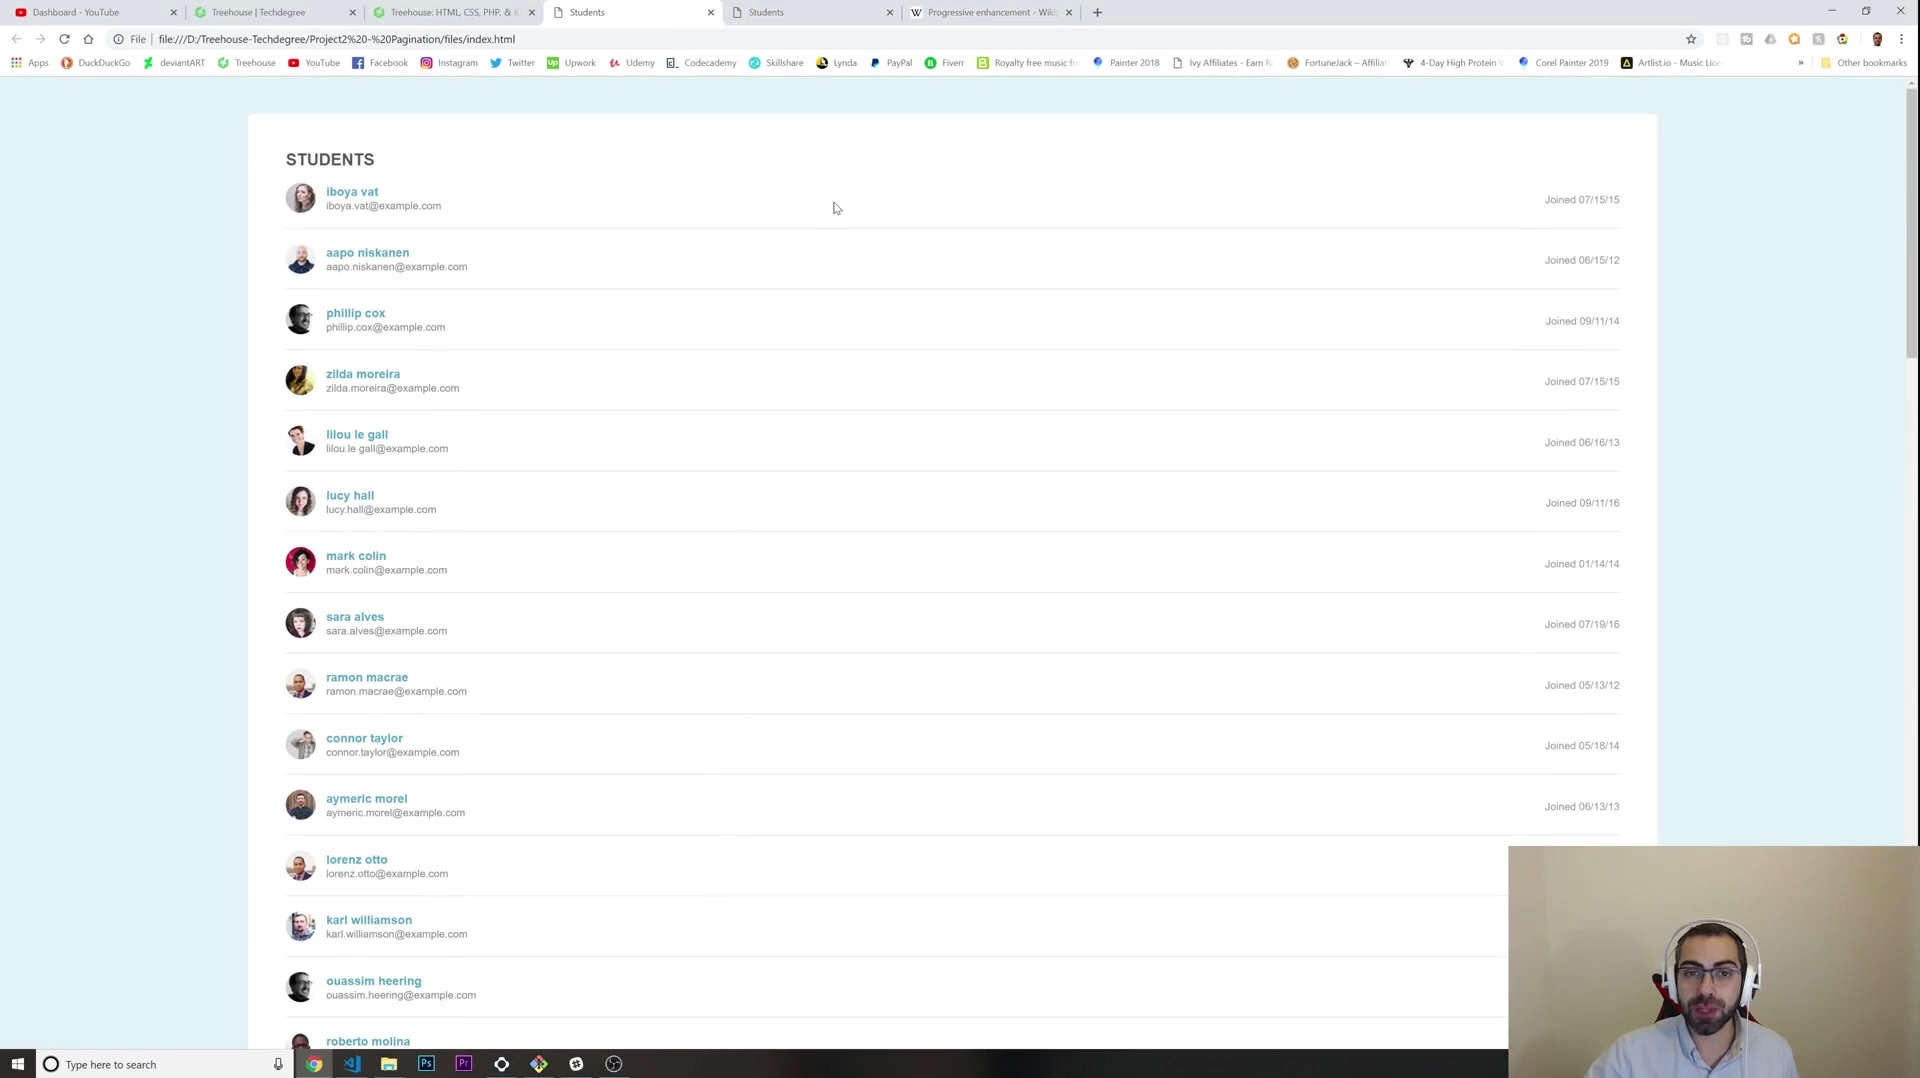 Dashboard - YouTube
Treehouse | Techdegree
Treehouse: HTML, CSS, PHP, & iO
Students
Students
Progressive enhancement - Wiki
File
file:///D:/Treehouse-Techdegree/Project2%20-%20Pagination/files/index.html
Apps
DuckDuckGo
deviantART
Treehouse
YouTube
Facebook
Instagram
Twitter
Upwork
Udemy
Codecademy
Skillshare
Lynda
PayPal
Fiverr
Royalty free music fr
Painter 2018
Ivy Affiliates - Earn R
FortuneJack – Affiliat
4-Day High Protein V
Corel Painter 2019
Artlist.io - Music Lice
»
Other bookmarks
STUDENTS
iboya vat
iboya.vat@example.com
Joined 07/15/15
aapo niskanen
aapo.niskanen@example.com
Joined 06/15/12
phillip cox
phillip.cox@example.com
Joined 09/11/14
zilda moreira
zilda.moreira@example.com
Joined 07/15/15
lilou le gall
lilou.le gall@example.com
Joined 06/16/13
lucy hall
lucy.hall@example.com
Joined 09/11/16
mark colin
mark.colin@example.com
Joined 01/14/14
sara alves
sara.alves@example.com
Joined 07/19/16
ramon macrae
ramon.macrae@example.com
Joined 05/13/12
connor taylor
connor.taylor@example.com
Joined 05/18/14
aymeric morel
aymeric.morel@example.com
Joined 06/13/13
lorenz otto
lorenz.otto@example.com
karl williamson
karl.williamson@example.com
ouassim heering
ouassim.heering@example.com
roberto molina
Type here to search
Ps
Pr